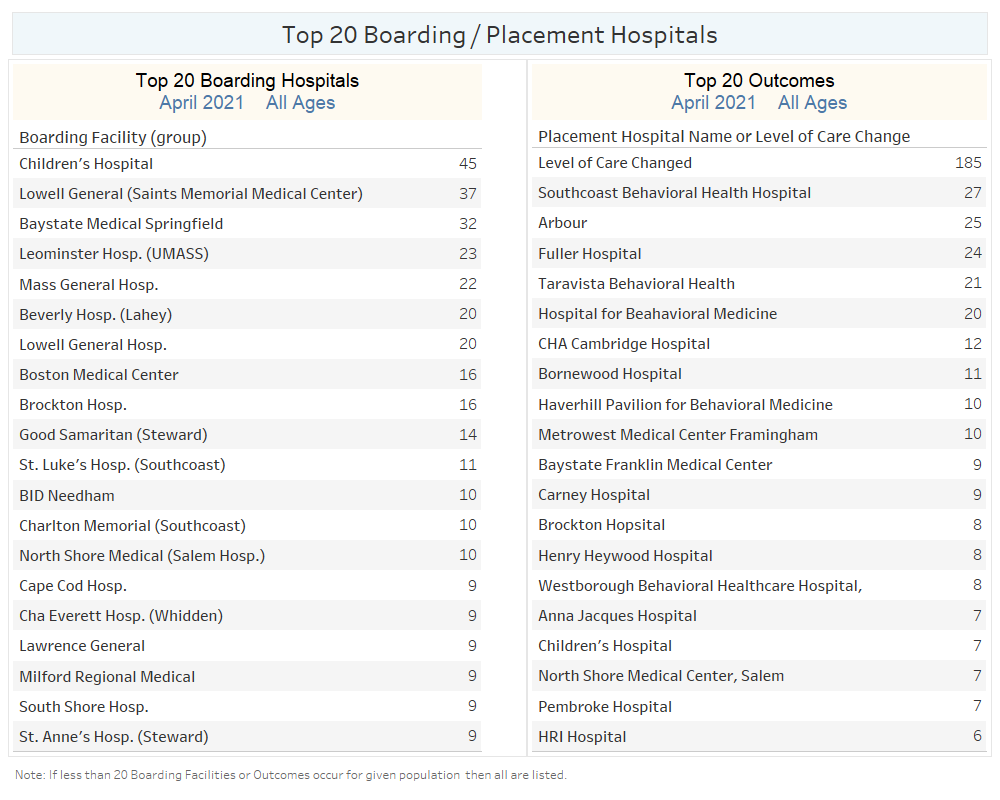 Top 20 Boarding / Placement Hospitals
Top 20 Boarding Hospitals
April 2021 All Ages
Boarding Facility (group)
Children's Hospital 45
Lowell General (Saints Memorial Medical Center) 37
Baystate Medical Springfield 32
Leominster Hosp. (UMASS) 23
Mass General Hosp. 22
Beverly Hosp. (Lahey) 20
Lowell General Hosp. 20
Boston Medical Center 16
Brockton Hosp. 16
Good Samaritan (Steward) 14
St. Luke's Hosp. (Southcoast) 11
BID Needham 10
Charlton Memorial (Southcoast) 10
North Shore Medical (Salem Hosp.) 10
Cape Cod Hosp. 9
Cha Everett Hosp. (Whidden) 9
Lawrence General 9
Milford Regional Medical 9
South Shore Hosp. 9
St. Anne's Hosp. (Steward) 9
Top 20 Outcomes
April 2021 All Ages
Placement Hospital Name or Level of Care Change
Level of Care Changed 185
Southcoast Behavioral Health Hospital 27
Arbour 25
Fuller Hospital 24
Taravista Behavioral Health 21
Hospital for Beahavioral Medicine 20
CHA Cambridge Hospital 12
Bornewood Hospital 11
Haverhill Pavilion for Behavioral Medicine 10
Metrowest Medical Center Framingham 10
Baystate Franklin Medical Center 9
Carney Hospital 9
Brockton Hopsital 8
Henry Heywood Hospital 8
Westborough Behavioral Healthcare Hospital, 8
Anna Jacques Hospital 7
Children's Hospital 7
North Shore Medical Center, Salem 7
Pembroke Hospital 7
HRI Hospital 6
Note: If less than 20 Boarding Facilities or Outcomes occur for given population then all are listed.